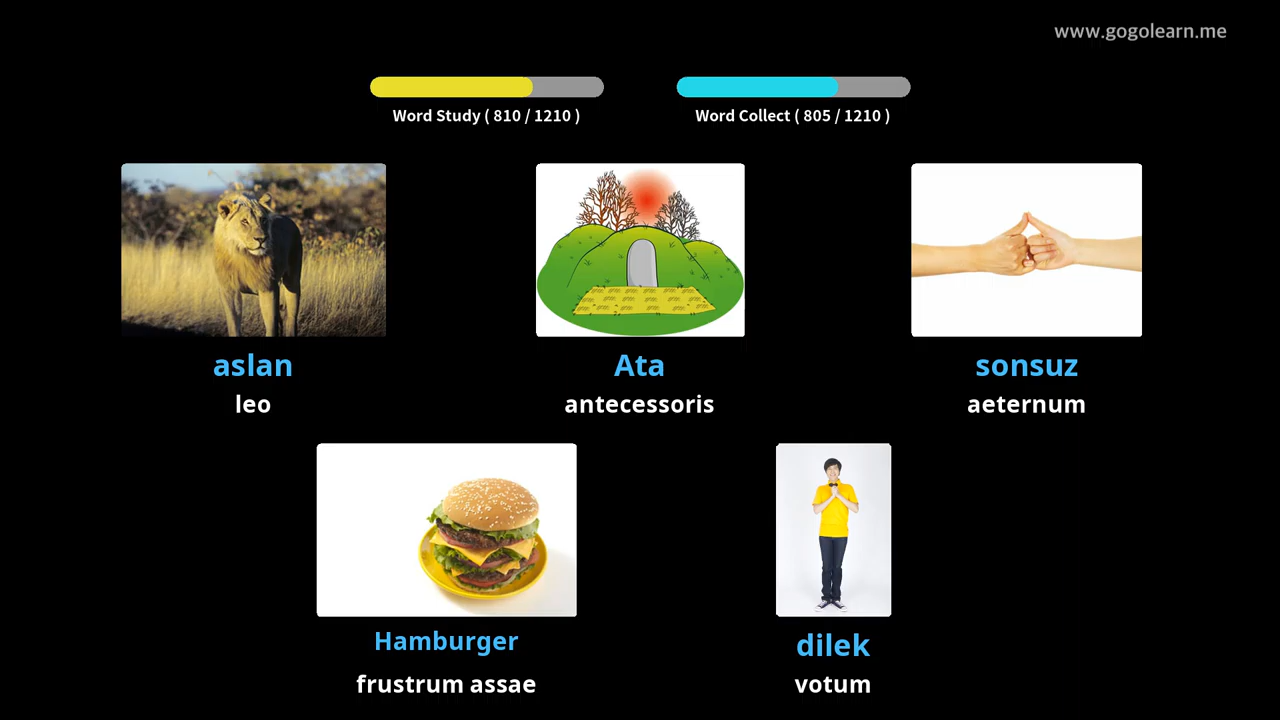 www.gogolearn.me
Word Study ( 810 / 1210 )
Word Collect ( 805 / 1210 )
aslan
leo
Ata
antecessoris
sonsuz
aeternum
Hamburger
frustrum assae
dilek
votum